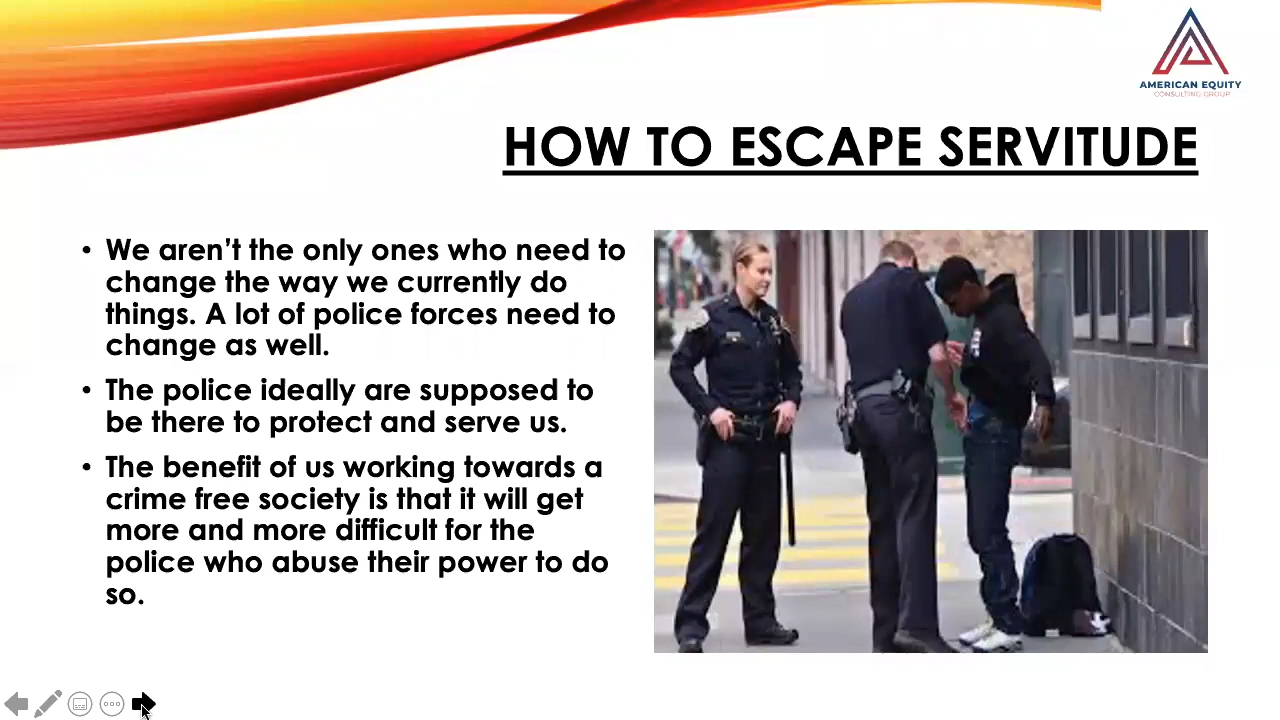 AMERICAN EQUITY
CONSULTING GROUP
HOW TO ESCAPE SERVITUDE
• We aren’t the only ones who need to
change the way we currently do
things. A lot of police forces need to
change as well.
• The police ideally are supposed to
be there to protect and serve us.
• The benefit of us working towards a
crime free society is that it will get
more and more difficult for the
police who abuse their power to do
so.